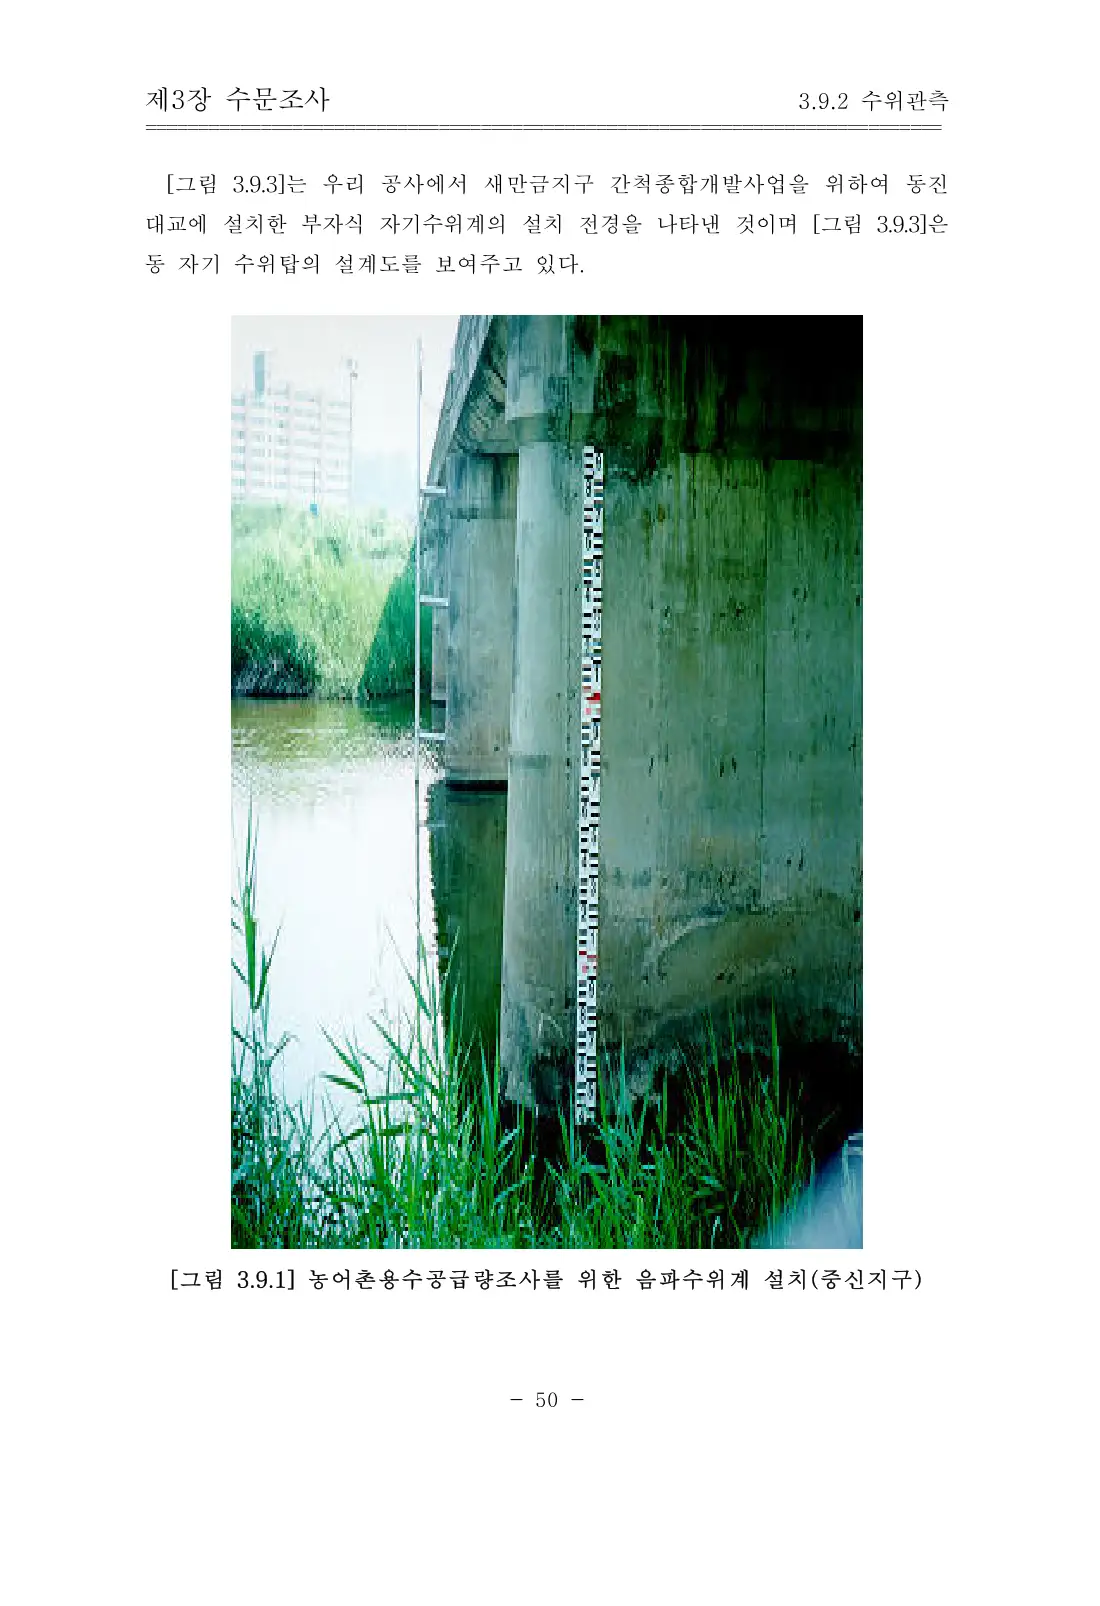 제3장 수문조사 3.9.2 수위관측
[그림 3.9.3]는 우리 공사에서 새만금지구 간척종합개발사업을 위하여 동진
대교에 설치한 부자식 자기수위계의 설치 전경을 나타낸 것이며 [그림 3.9.3]은
동 자기 수위탑의 설계도를 보여주고 있다.
[그림 3.9.1] 농어촌용수공급량조사를 위한 음파수위계 설치(중신지구)
- 50 -